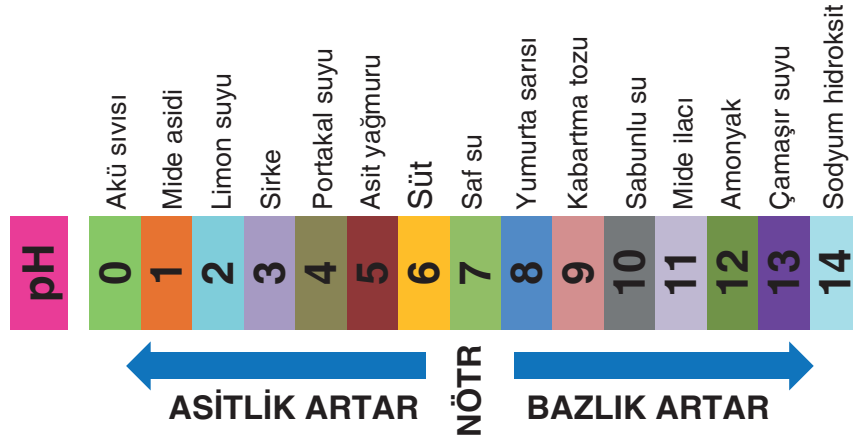 Akü sıvısı
Mide asidi
Limon suyu
Sirke
Portakal suyu
Asit yağmuru
Süt
Saf su
Yumurta sarısı
Kabartma tozu
Sabunlu su
Mide ilacı
Amonyak
Çamaşır suyu
Sodyum hidroksit
pH
0
1
2
3
4
5
6
7
8
9
10
11
12
13
14
ASİTLİK ARTAR
NÖTR
BAZLIK ARTAR